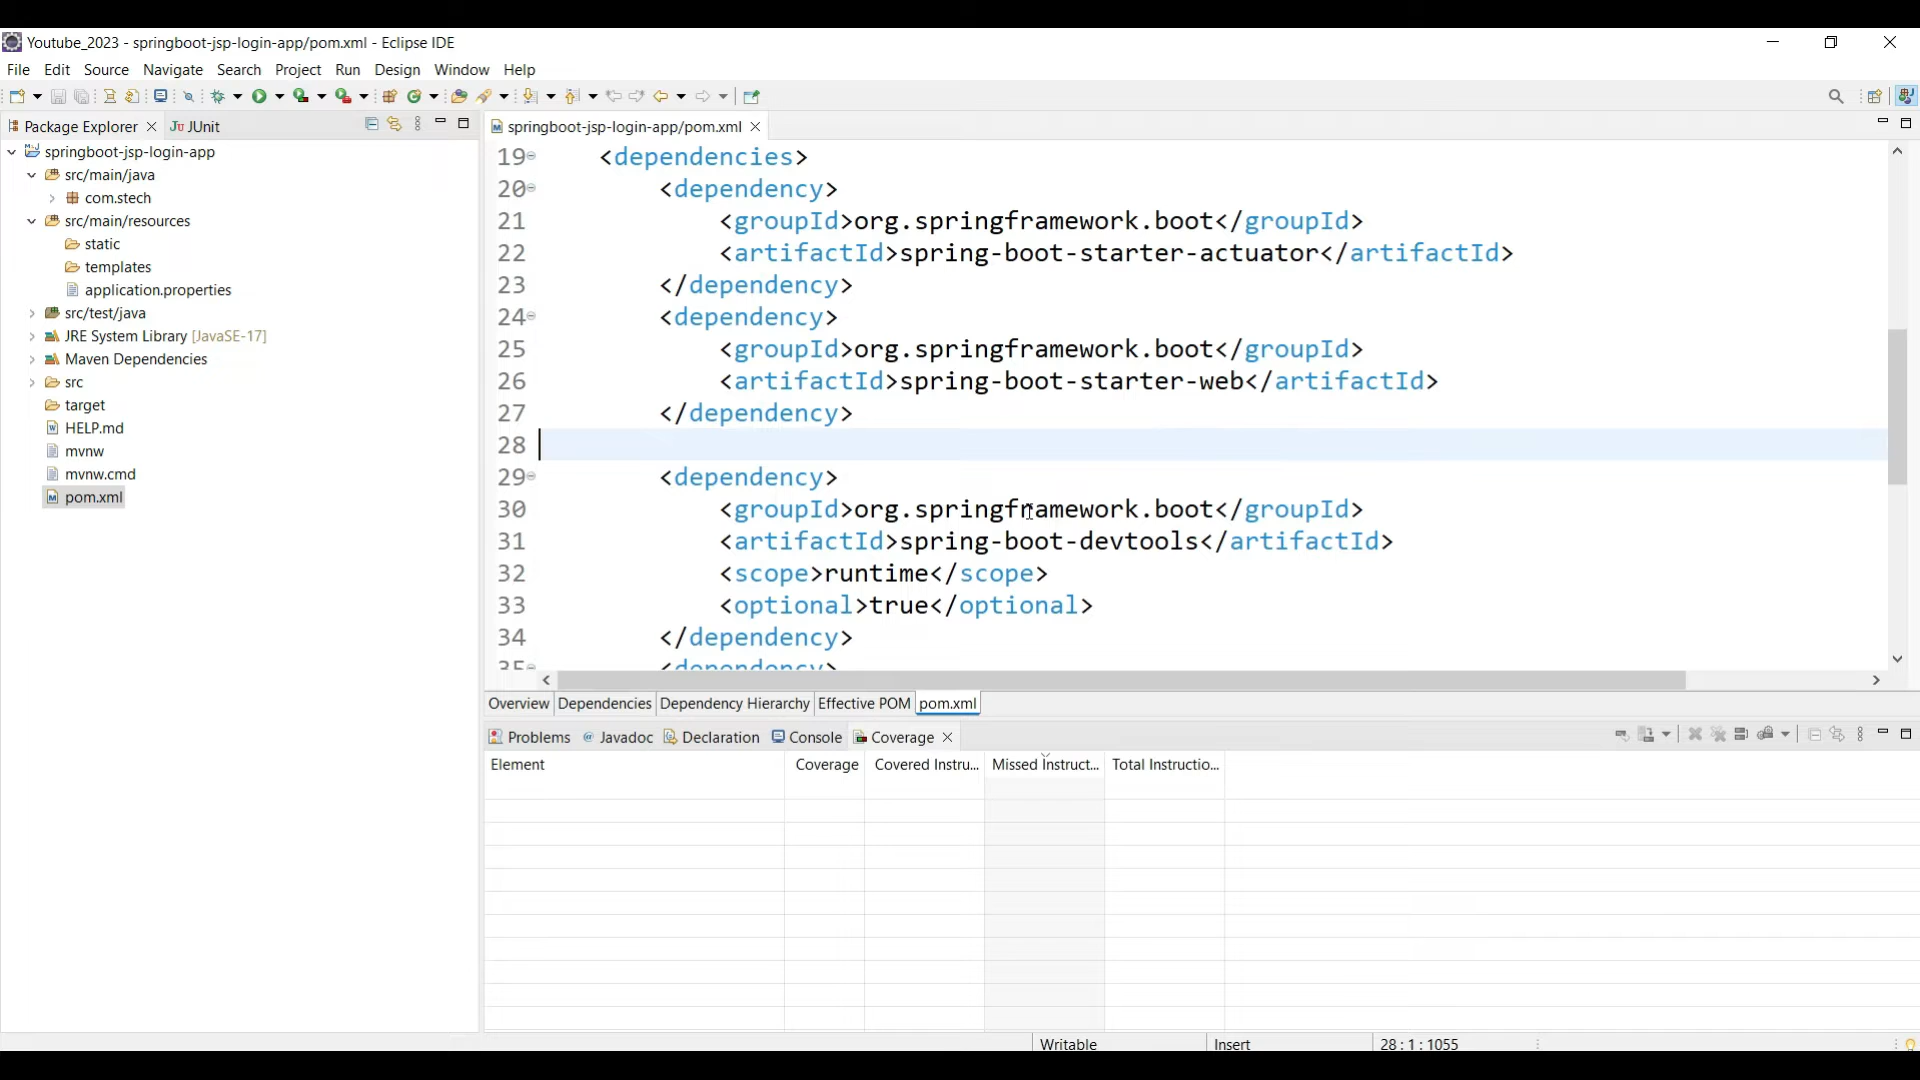 Youtube_2023 - springboot-jsp-login-app/pom.xml - Eclipse IDE
File Edit Source Navigate Search Project Run Design Window Help
Package Explorer JUnit
springboot-jsp-login-app
src/main/java
com.stech
src/main/resources
static
templates
application.properties
src/test/java
JRE System Library [JavaSE-17]
Maven Dependencies
src
target
HELP.md
mvnw
mvnw.cmd
pom.xml
springboot-jsp-login-app/pom.xml
19 <dependencies>
20 <dependency>
21 <groupId>org.springframework.boot</groupId>
22 <artifactId>spring-boot-starter-actuator</artifactId>
23 </dependency>
24 <dependency>
25 <groupId>org.springframework.boot</groupId>
26 <artifactId>spring-boot-starter-web</artifactId>
27 </dependency>
28
29 <dependency>
30 <groupId>org.springframework.boot</groupId>
31 <artifactId>spring-boot-devtools</artifactId>
32 <scope>runtime</scope>
33 <optional>true</optional>
34 </dependency>
35 <dependency>
Overview Dependencies Dependency Hierarchy Effective POM pom.xml
Problems Javadoc Declaration Console Coverage
Element Coverage Covered Instru... Missed Instruct... Total Instructio...
Writable Insert 28 : 1 : 1055